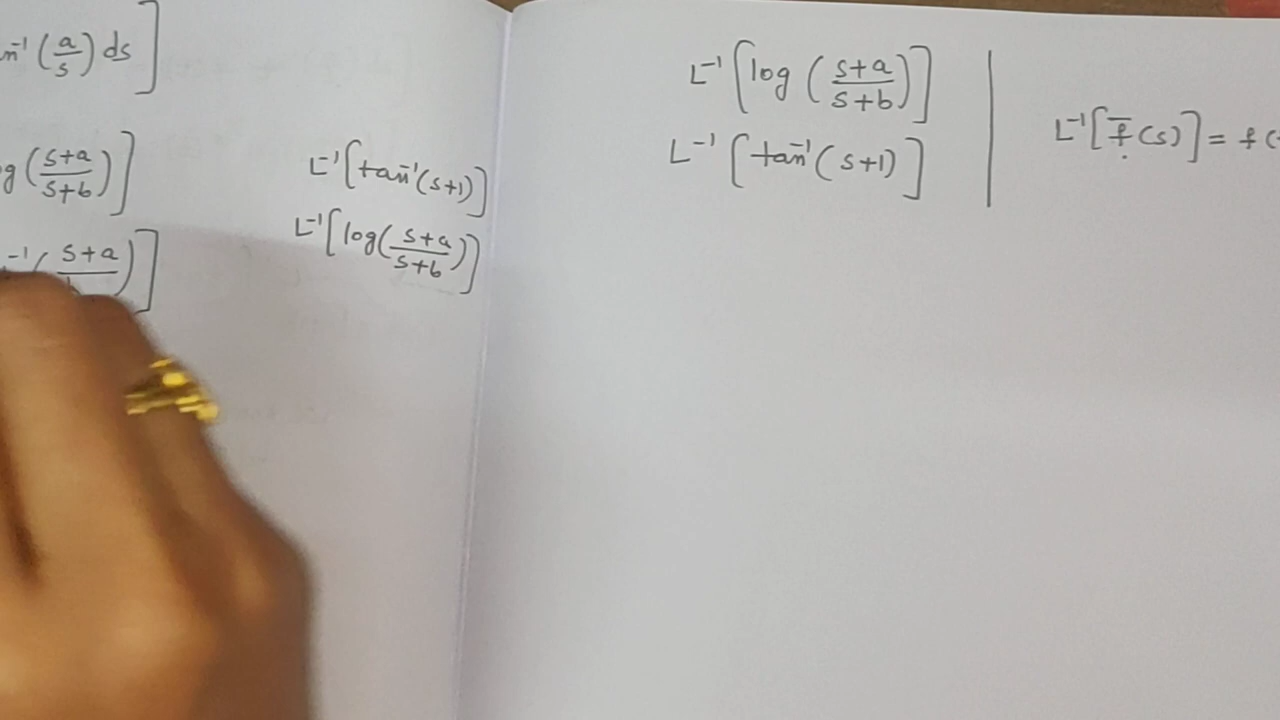 (a/s) ds]
(s+a/s+b)]
s+a)]
L⁻¹[tan⁻¹(s+1)]
L⁻¹[log(s+a/s+b)]
L⁻¹[log(s+a/s+b)]
L⁻¹[tan⁻¹(s+1)]
L⁻¹[f̅(s)] = f(